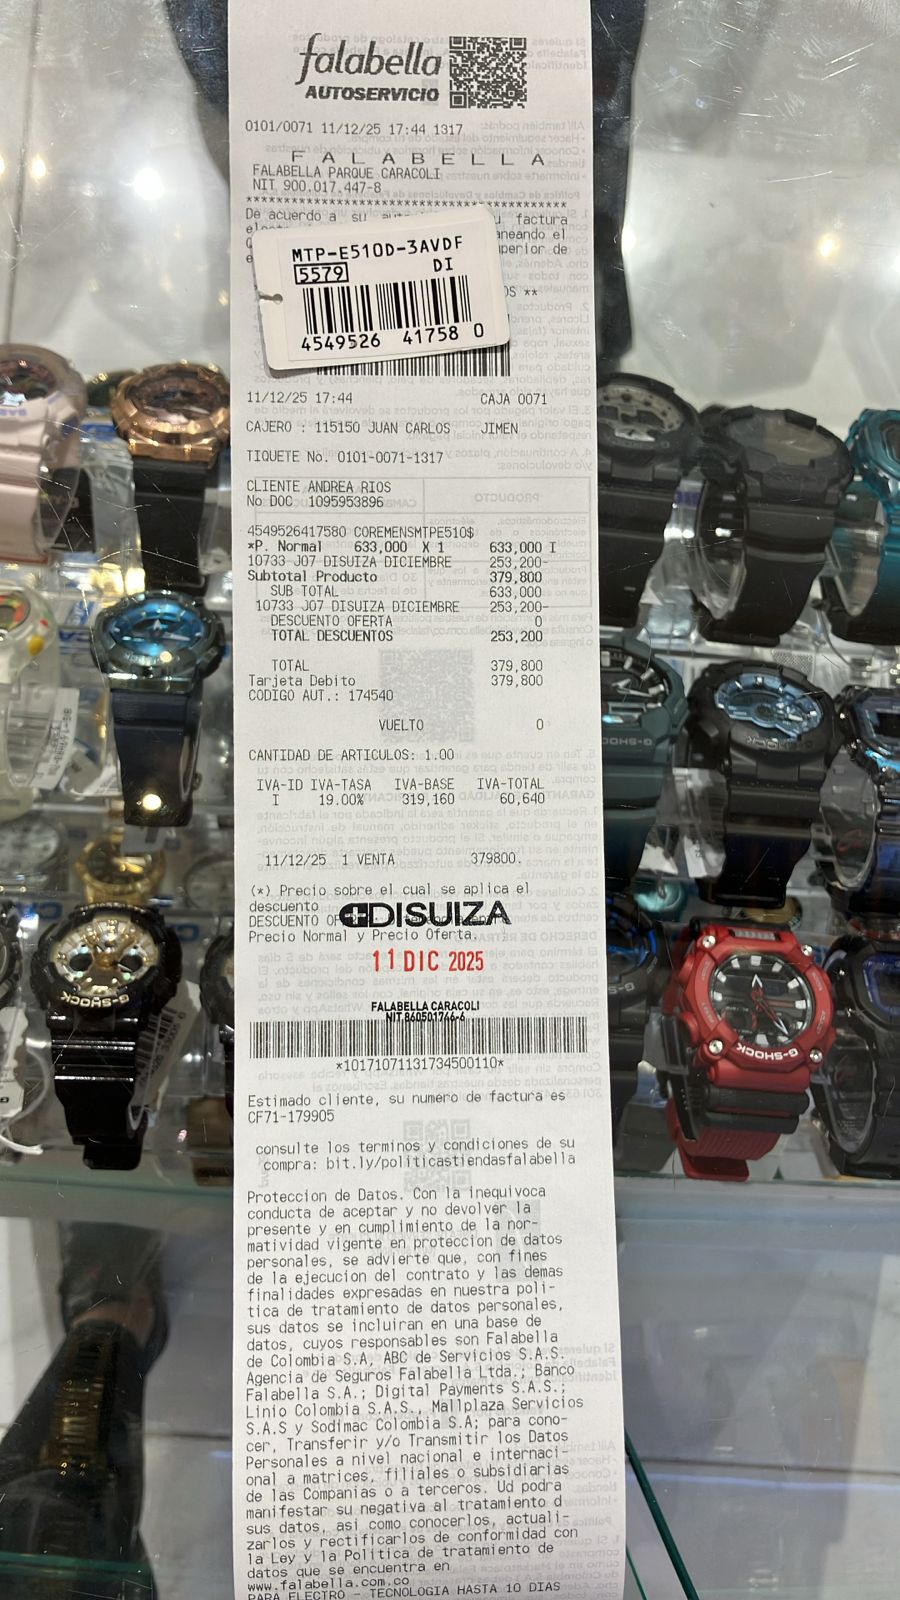 falabella
AUTOSERVICIO
0101/0071 11/12/25 17:44 1317
F A L A B E L L A
FALABELLA PARQUE CARACOLI
NIT 900.017.447-8
****************************************
De acuerdo a su factura
el
MTP-E510D-3AVDF
5579 DI
4549526 41758 0
11/12/25 17:44 CAJA 0071
CAJERO : 115150 JUAN CARLOS JIMEN
TIQUETE No. 0101-0071-1317
CLIENTE ANDREA RIOS
No DOC 1095953896
4549526417580 COREMENSMTPE510$
*P. Normal 633,000 X 1 633,000 I
10733 J07 DISUIZA DICIEMBRE 253,200-
Subtotal Producto 379,800
SUB TOTAL 633,000
10733 J07 DISUIZA DICIEMBRE 253,200-
DESCUENTO OFERTA 0
TOTAL DESCUENTOS 253,200
TOTAL 379,800
Tarjeta Debito 379,800
CODIGO AUT.: 174540
VUELTO 0
CANTIDAD DE ARTICULOS: 1.00
IVA-ID IVA-TASA IVA-BASE IVA-TOTAL
I 19.00% 319,160 60,640
11/12/25 1 VENTA 379800.
(*) Precio sobre el cual se aplica el
descuento
DESCUENTO
DISUIZA
Precio Normal y Precio Oferta.
11 DIC 2025
FALABELLA CARACOLI
NIT.860501746-6
*10171071131734500110*
Estimado cliente, su numero de factura es
CF71-179905
consulte los terminos y condiciones de su
compra: bit.ly/politicastiendasfalabella
Proteccion de Datos. Con la inequivoca
conducta de aceptar y no devolver la
presente y en cumplimiento de la nor-
matividad vigente en proteccion de datos
personales, se advierte que, con fines
de la ejecucion del contrato y las demas
finalidades expresadas en nuestra poli-
tica de tratamiento de datos personales,
sus datos se incluiran en una base de
datos, cuyos responsables son Falabella
de Colombia S.A, ABC de Servicios S.A.S.
Agencia de Seguros Falabella Ltda.; Banco
Falabella S.A.; Digital Payments S.A.S.;
Linio Colombia S.A.S., Mallplaza Servicios
S.A.S y Sodimac Colombia S.A; para cono-
cer, Transferir y/o Transmitir los Datos
Personales a nivel nacional e internaci-
onal a matrices, filiales o subsidiarias
de las Companias o a terceros. Ud podra
manifestar su negativa al tratamiento d
sus datos, asi como conocerlos, actuali-
zarlos y rectificarlos de conformidad con
la Ley y la Politica de tratamiento de
datos que se encuentra en
www.falabella.com.co
PARA ELECTRO - TECNOLOGIA HASTA 10 DIAS
G-SHOCK
G-SHOCK
G-SHOCK
G-SHOCK